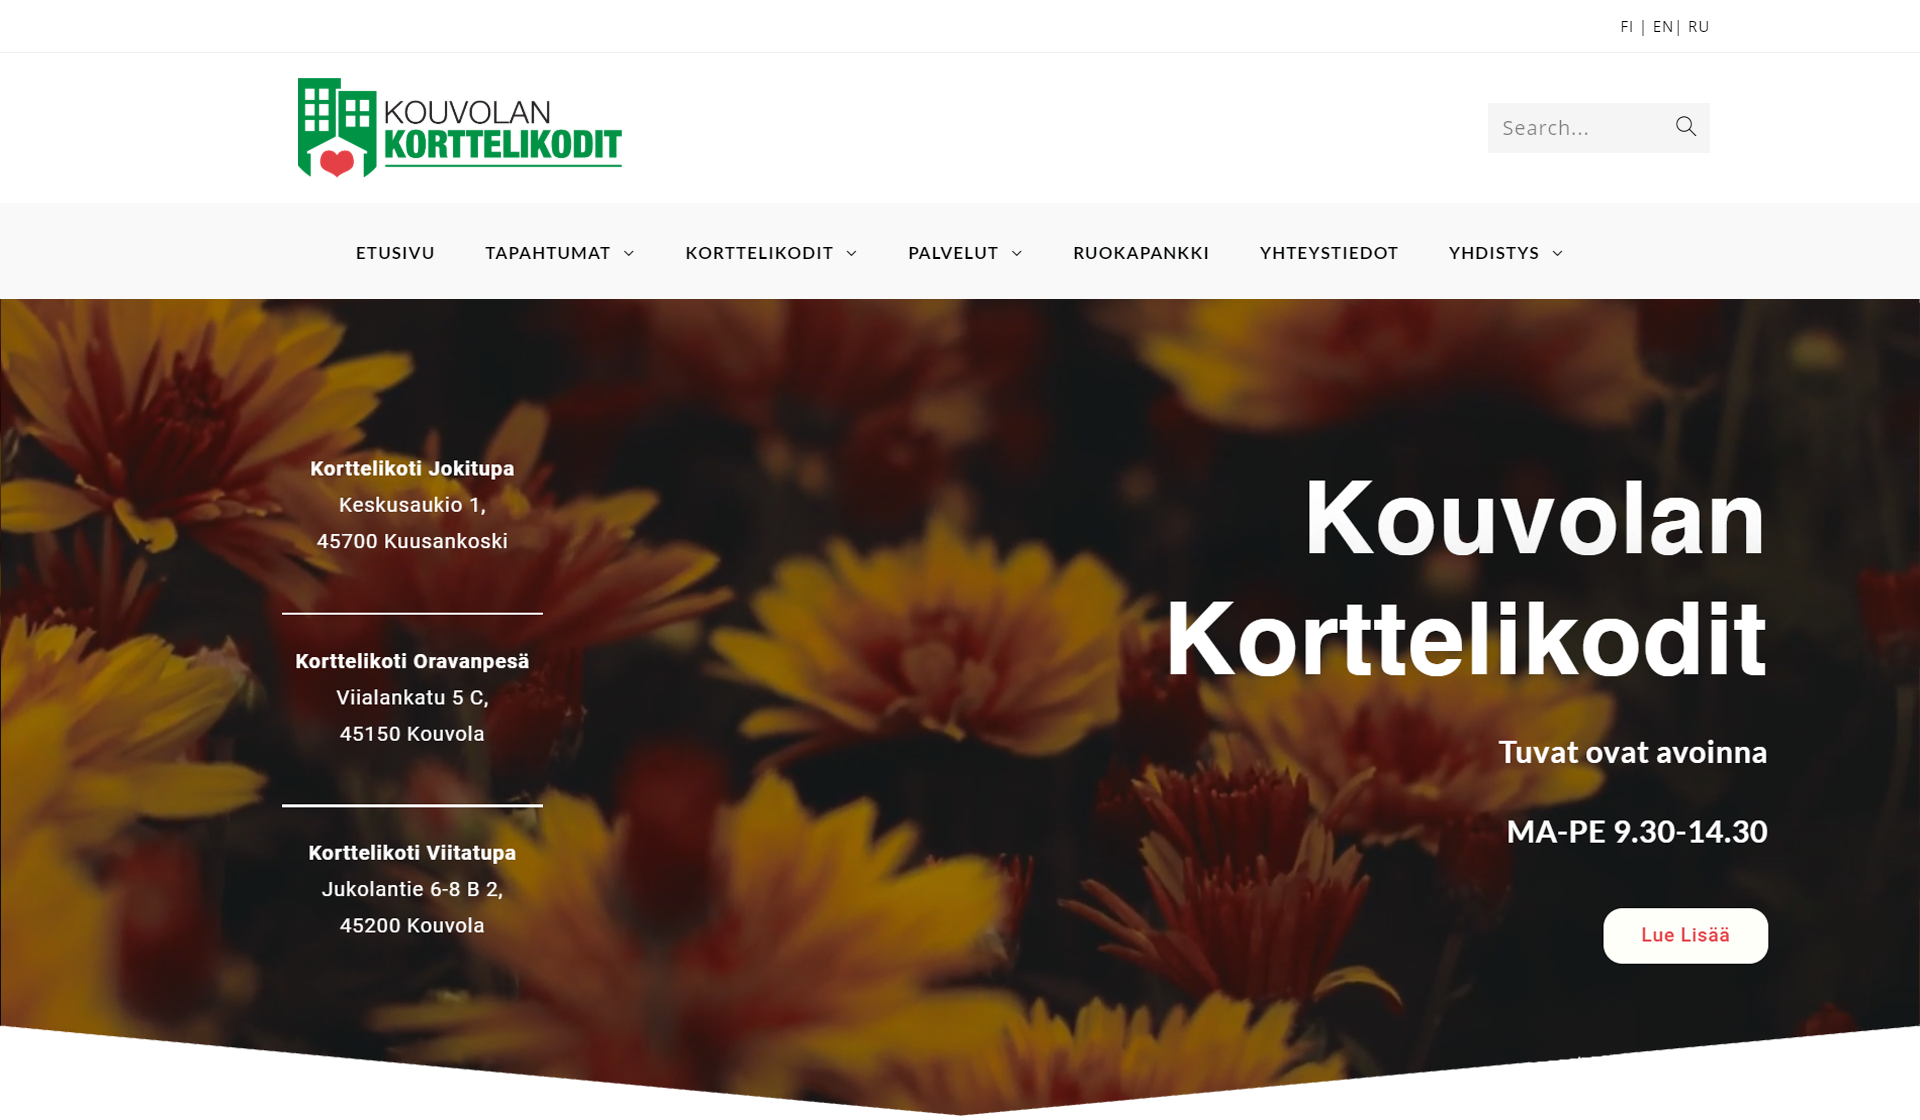 FI | EN| RU
KOUVOLAN
KORTTELIKODIT
Search...
ETUSIVU TAPAHTUMAT KORTTELIKODIT PALVELUT RUOKAPANKKI YHTEYSTIEDOT YHDISTYS
Korttelikoti Jokitupa
Keskusaukio 1,
45700 Kuusankoski
Korttelikoti Oravanpesä
Viialankatu 5 C,
45150 Kouvola
Korttelikoti Viitatupa
Jukolantie 6-8 B 2,
45200 Kouvola
Kouvolan
Korttelikodit
Tuvat ovat avoinna
MA-PE 9.30-14.30
Lue Lisää